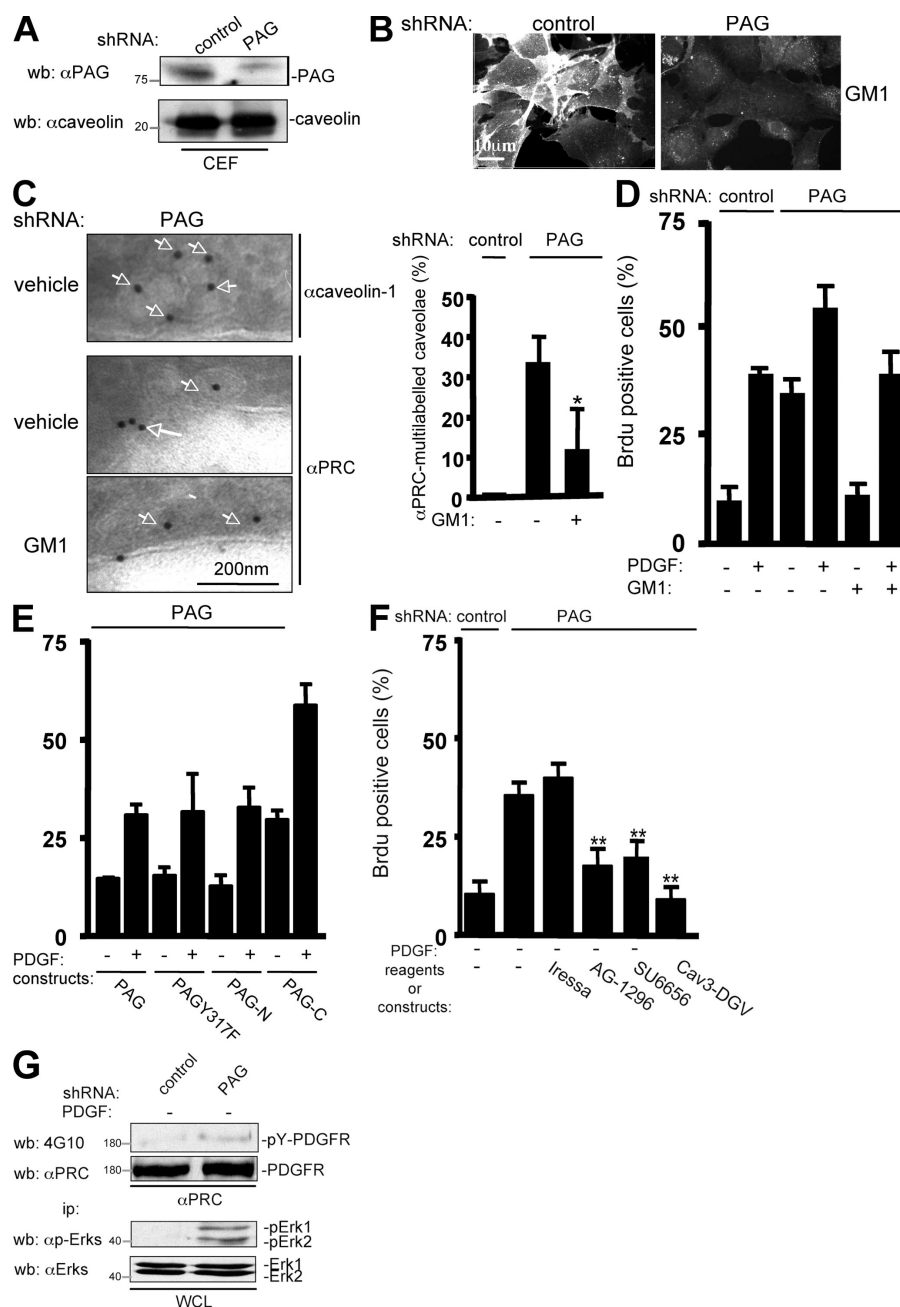 A
shRNA: control PAG
wb: αPAG 75 -PAG
wb: αcaveolin 20 -caveolin
CEF
B
shRNA: control PAG
10μm
GM1
C
shRNA: PAG
vehicle
αcaveolin-1
vehicle
αPRC
GM1
200nm
shRNA: control PAG
αPRC-multilabelled caveolae (%)
50
40
30
20
10
0
*
GM1: - - +
D
shRNA: control PAG
Brdu positive cells (%)
75
50
25
0
PDGF: - + - + - +
GM1: - - - - + +
E
PAG
75
50
25
0
PDGF: - + - + - + - +
constructs: PAG PAGY317F PAG-N PAG-C
F
shRNA: control PAG
Brdu positive cells (%)
75
50
25
0
** ** **
PDGF: - - - - -
reagents or constructs: - - Iressa AG-1296 SU6656 Cav3-DGV
G
shRNA: control PAG
PDGF: - -
wb: 4G10 180 -pY-PDGFR
wb: αPRC 180 -PDGFR
ip: αPRC
wb: αp-Erks 40 -pErk1
-pErk2
wb: αErks 40 -Erk1
-Erk2
WCL